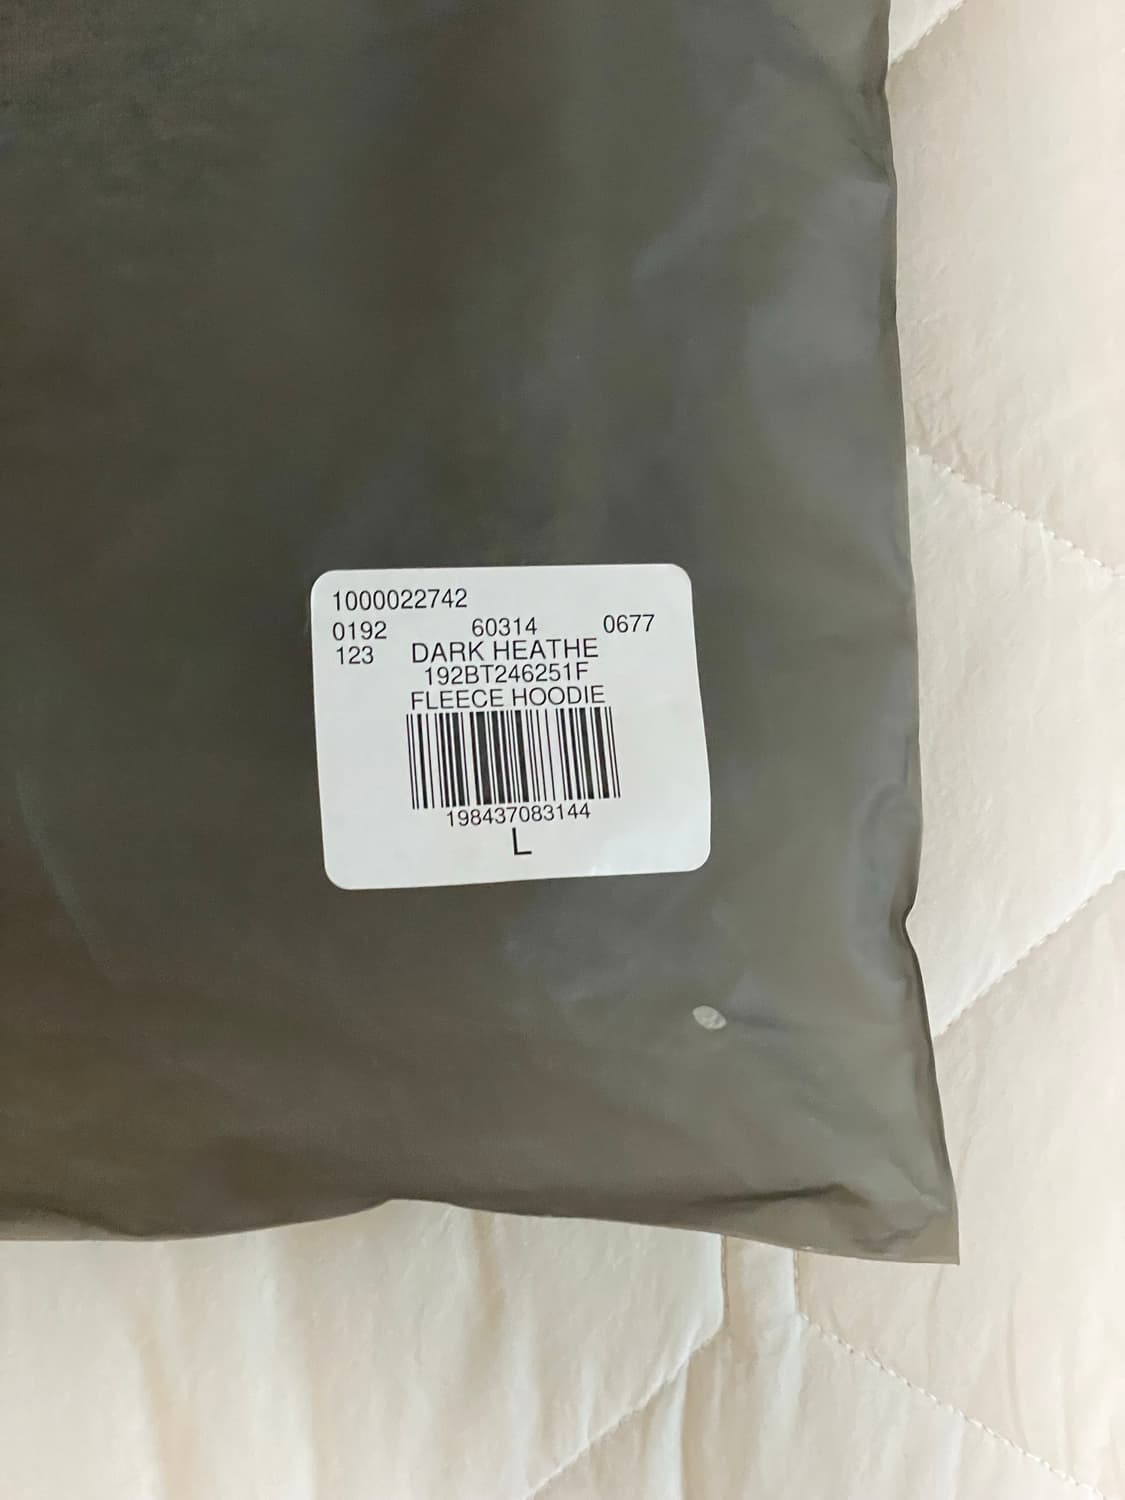 1000022742
0192 60314 0677
123 DARK HEATHE
192BT246251F
FLEECE HOODIE
198437083144
L